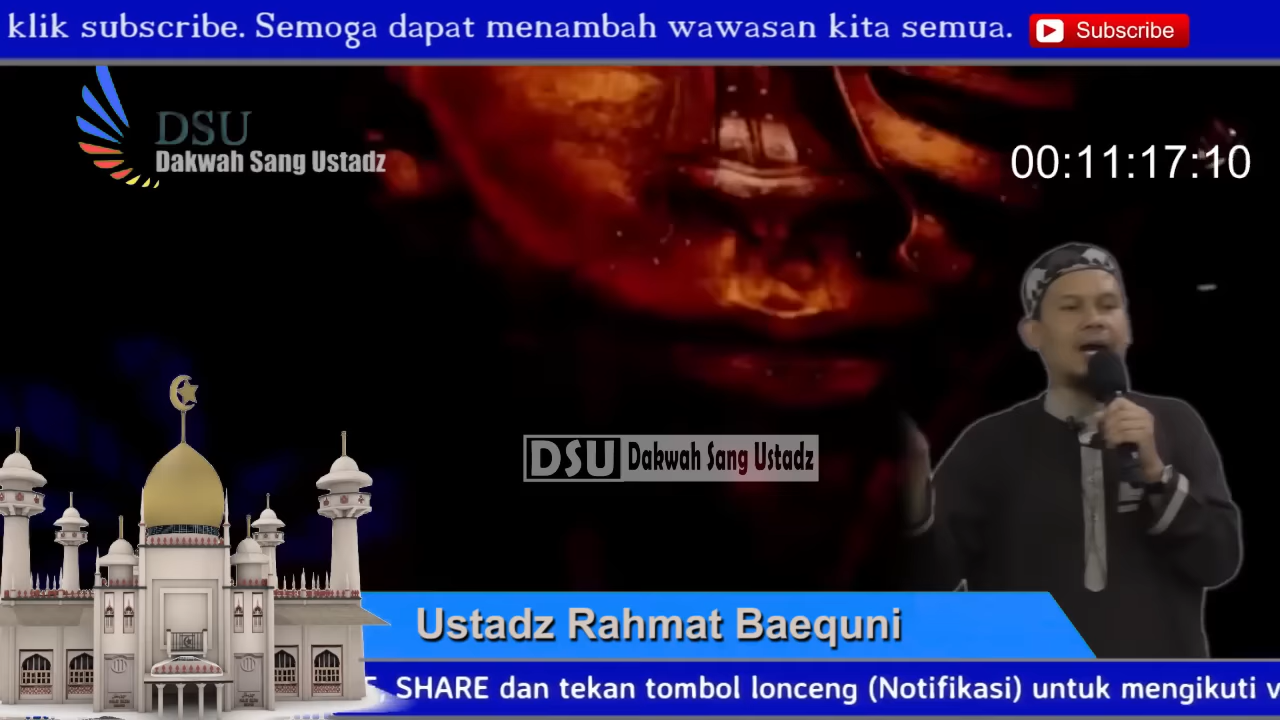 klik subscribe. Semoga dapat menambah wawasan kita semua.
Subscribe
DSU
Dakwah Sang Ustadz
00:11:17:10
DSU Dakwah Sang Ustadz
Ustadz Rahmat Baequni
, SHARE dan tekan tombol lonceng (Notifikasi) untuk mengikuti v